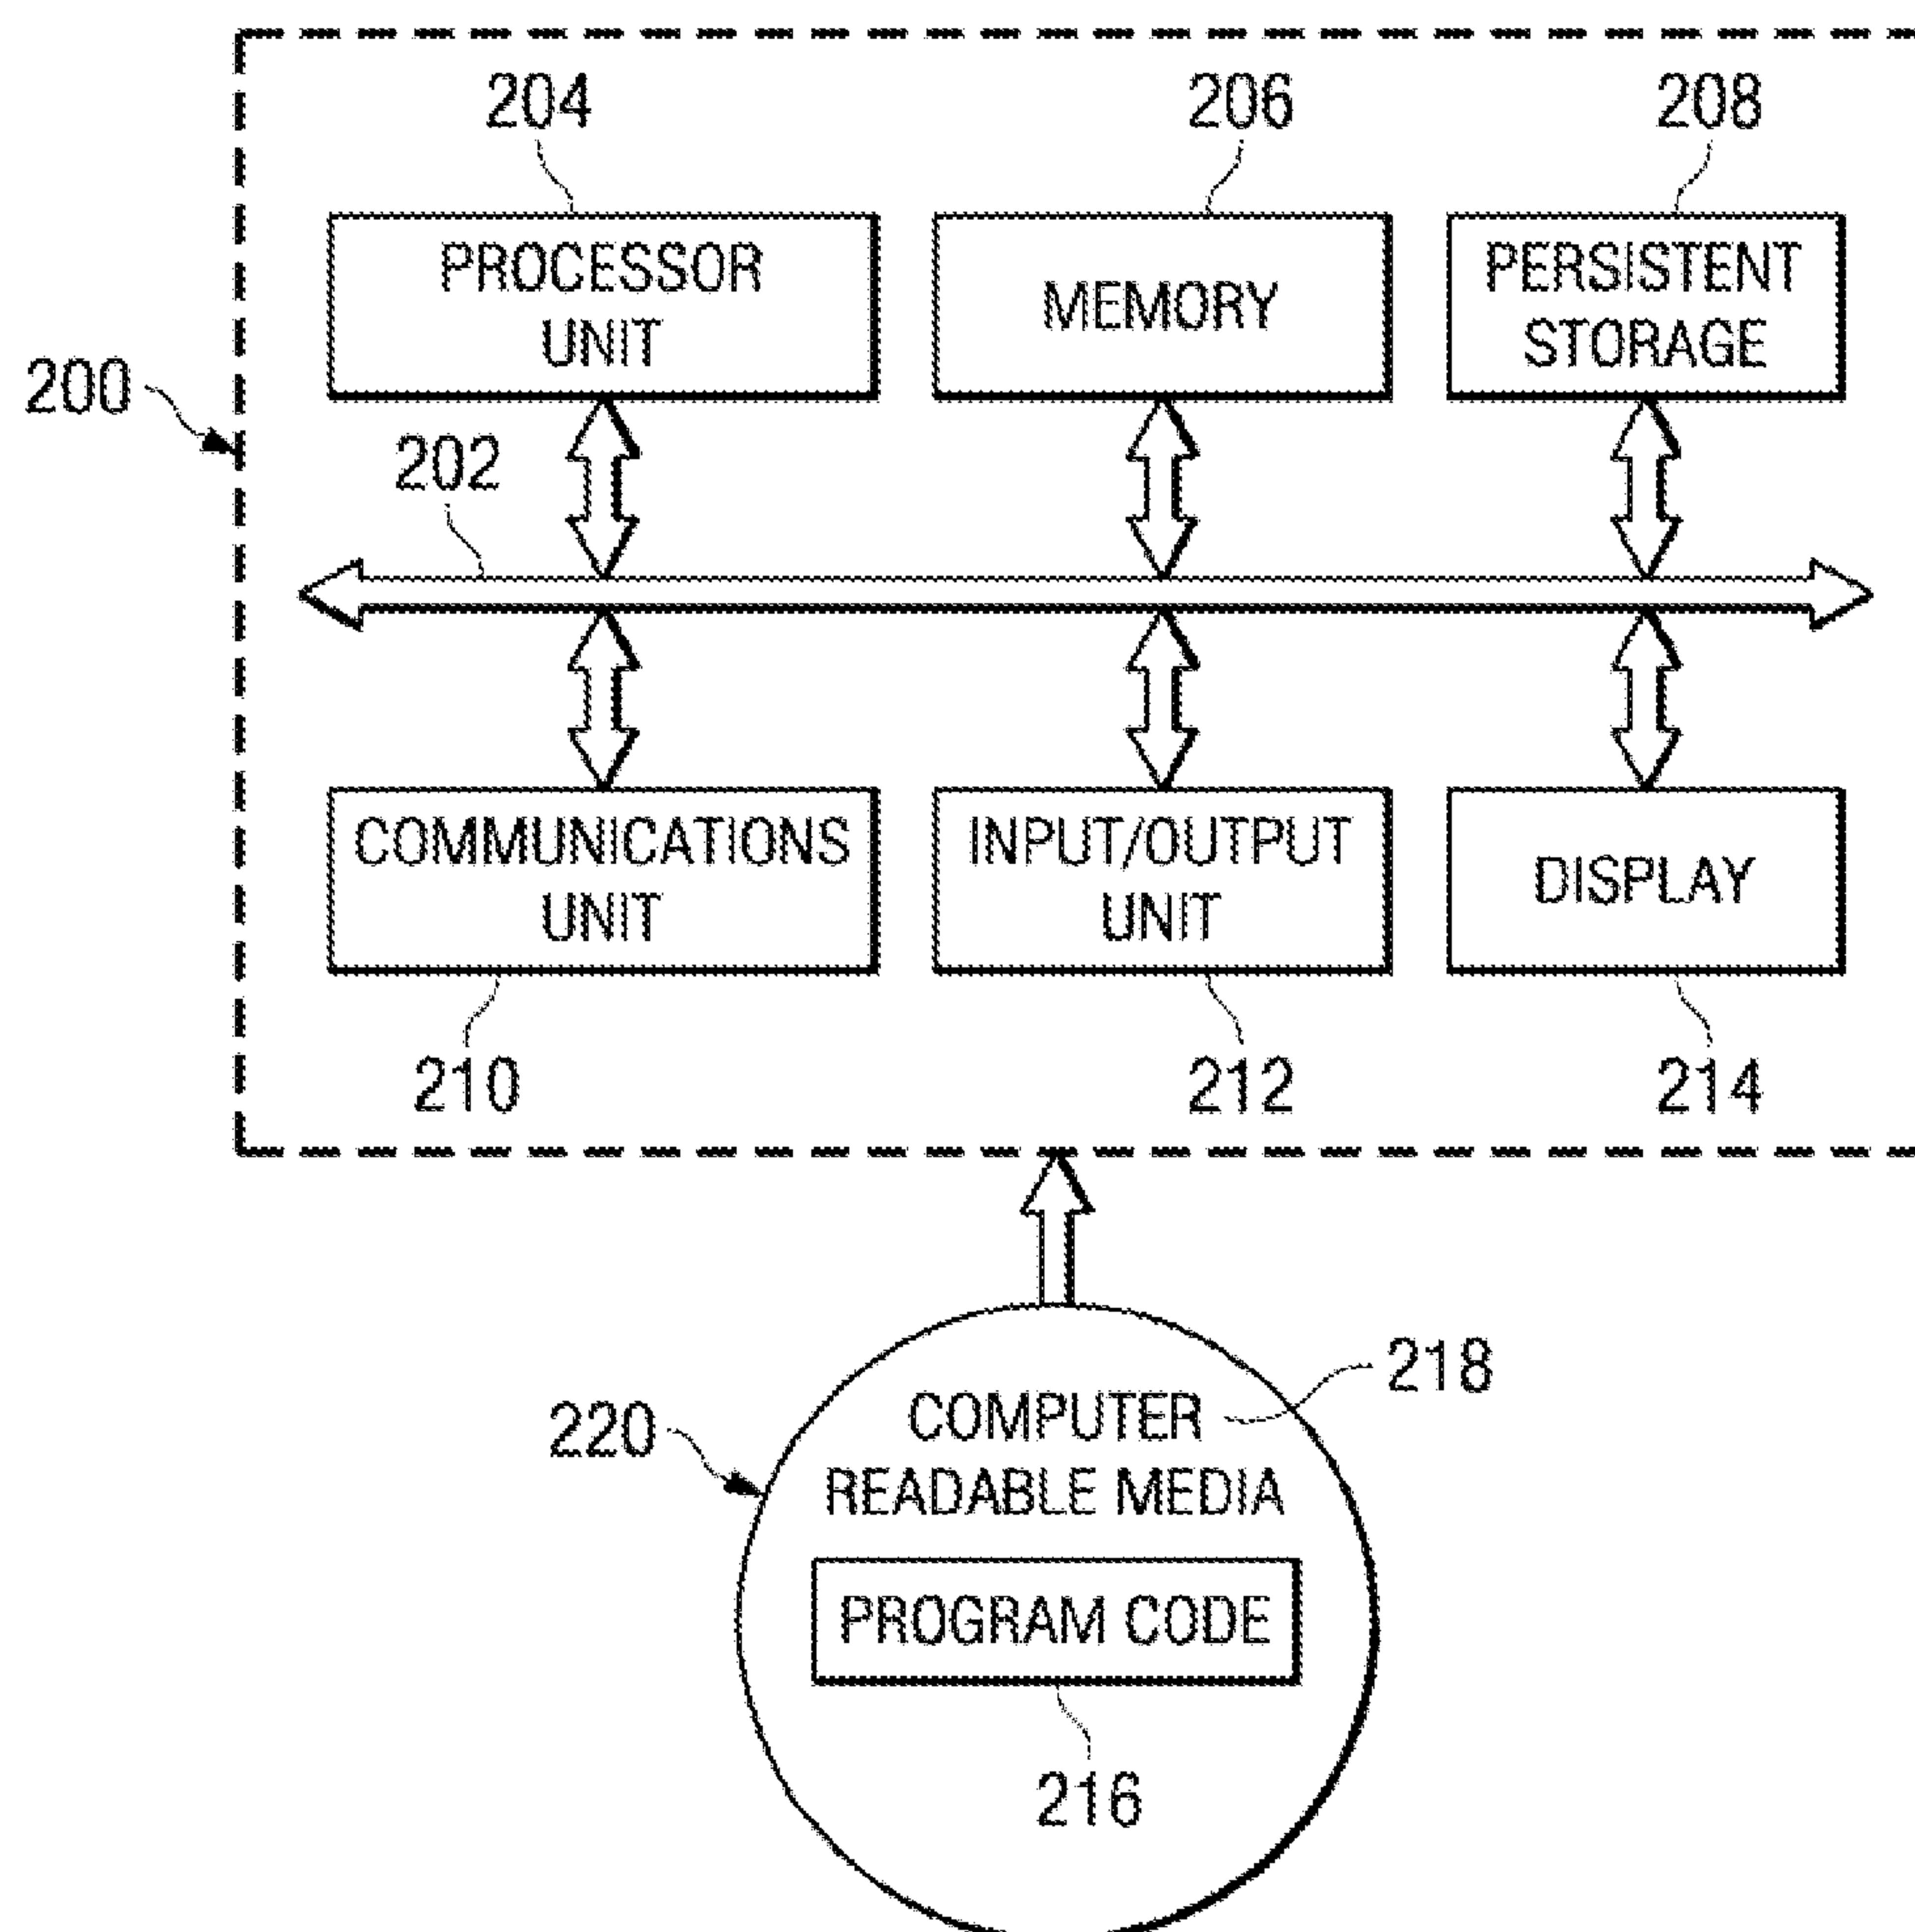 204
206
208
PROCESSOR
UNIT
MEMORY
PERSISTENT
STORAGE
200
202
COMMUNICATIONS
UNIT
INPUT/OUTPUT
UNIT
DISPLAY
210
212
214
218
220
COMPUTER
READABLE MEDIA
PROGRAM CODE
216